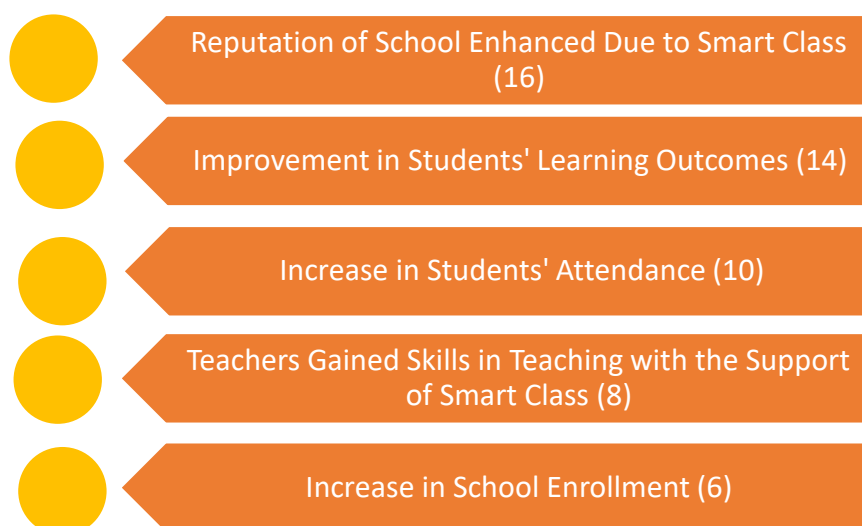 Reputation of School Enhanced Due to Smart Class
(16)
Improvement in Students' Learning Outcomes (14)
Increase in Students' Attendance (10)
Teachers Gained Skills in Teaching with the Support
of Smart Class (8)
Increase in School Enrollment (6)